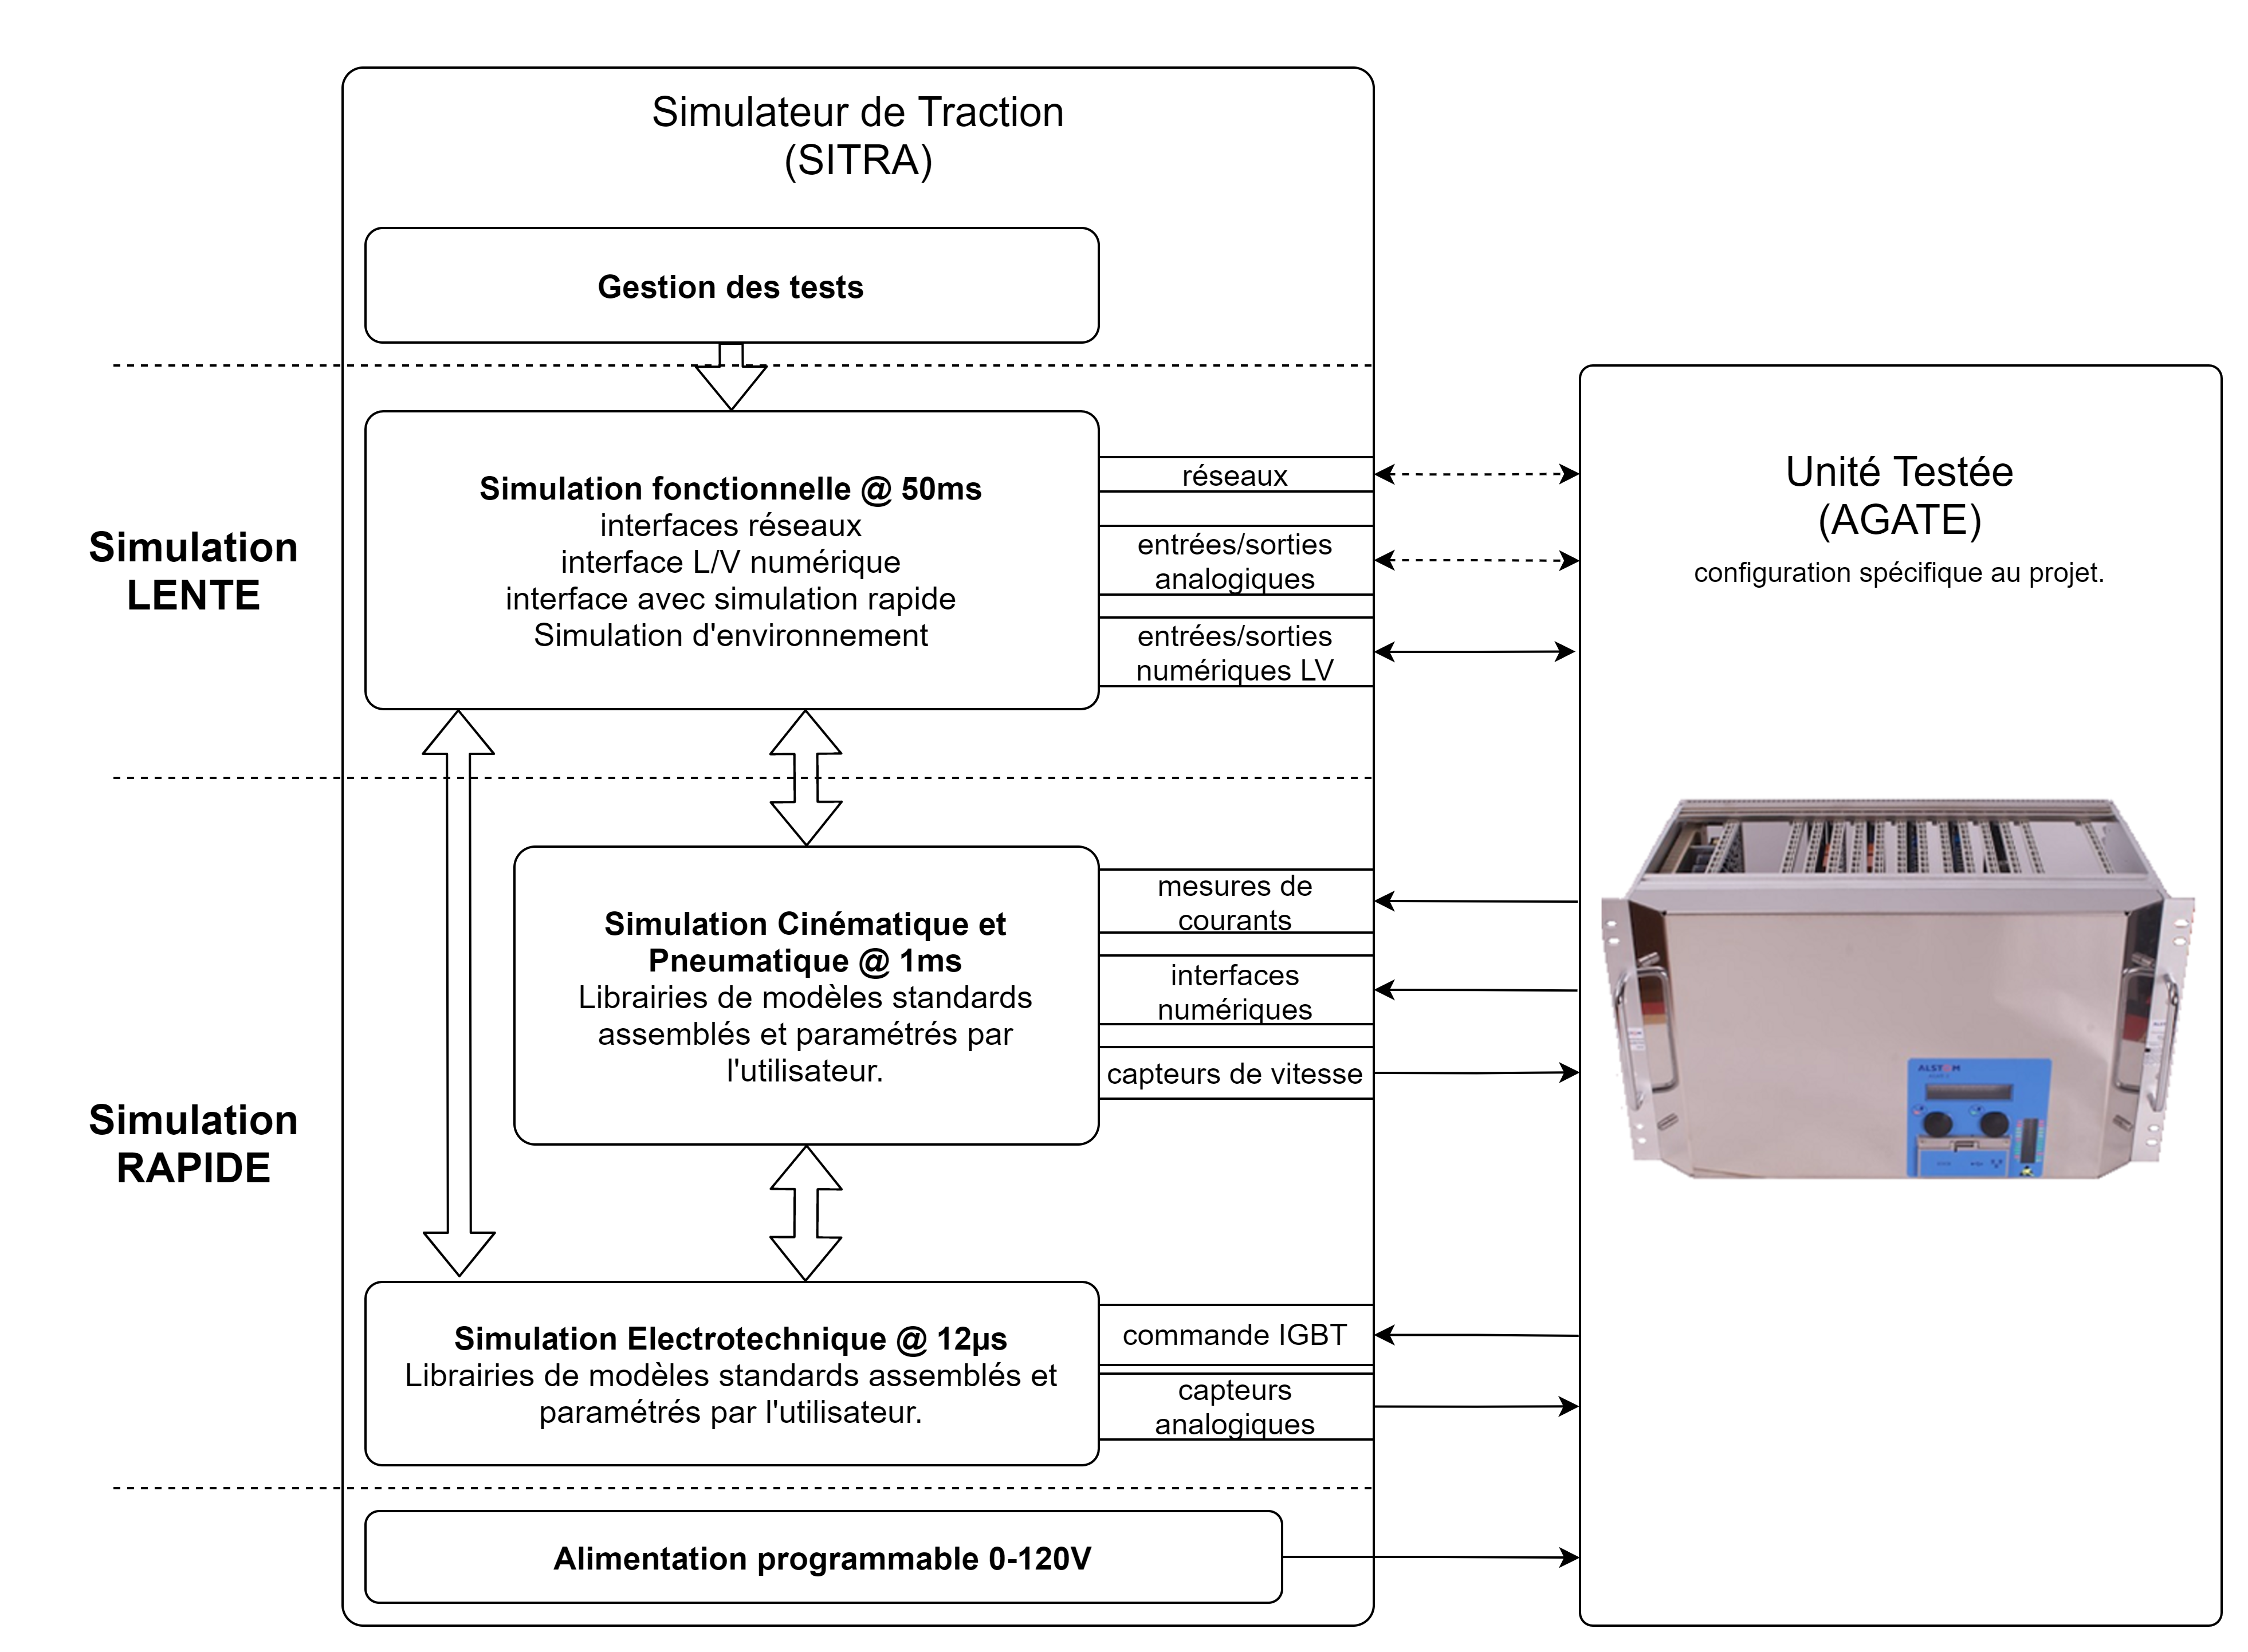 Simulateur de Traction
(SITRA)
Gestion des tests
Simulation
LENTE
Simulation fonctionnelle @ 50ms
interfaces réseaux
interface L/V numérique
interface avec simulation rapide
Simulation d'environnement
réseaux
entrées/sorties
analogiques
entrées/sorties
numériques LV
Unité Testée
(AGATE)
configuration spécifique au projet.
Simulation
RAPIDE
Simulation Cinématique et
Pneumatique @ 1ms
Librairies de modèles standards
assemblés et paramétrés par
l'utilisateur.
mesures de
courants
interfaces
numériques
capteurs de vitesse
ALSTOM
Simulation Electrotechnique @ 12µs
Librairies de modèles standards assemblés et
paramétrés par l'utilisateur.
commande IGBT
capteurs
analogiques
Alimentation programmable 0-120V